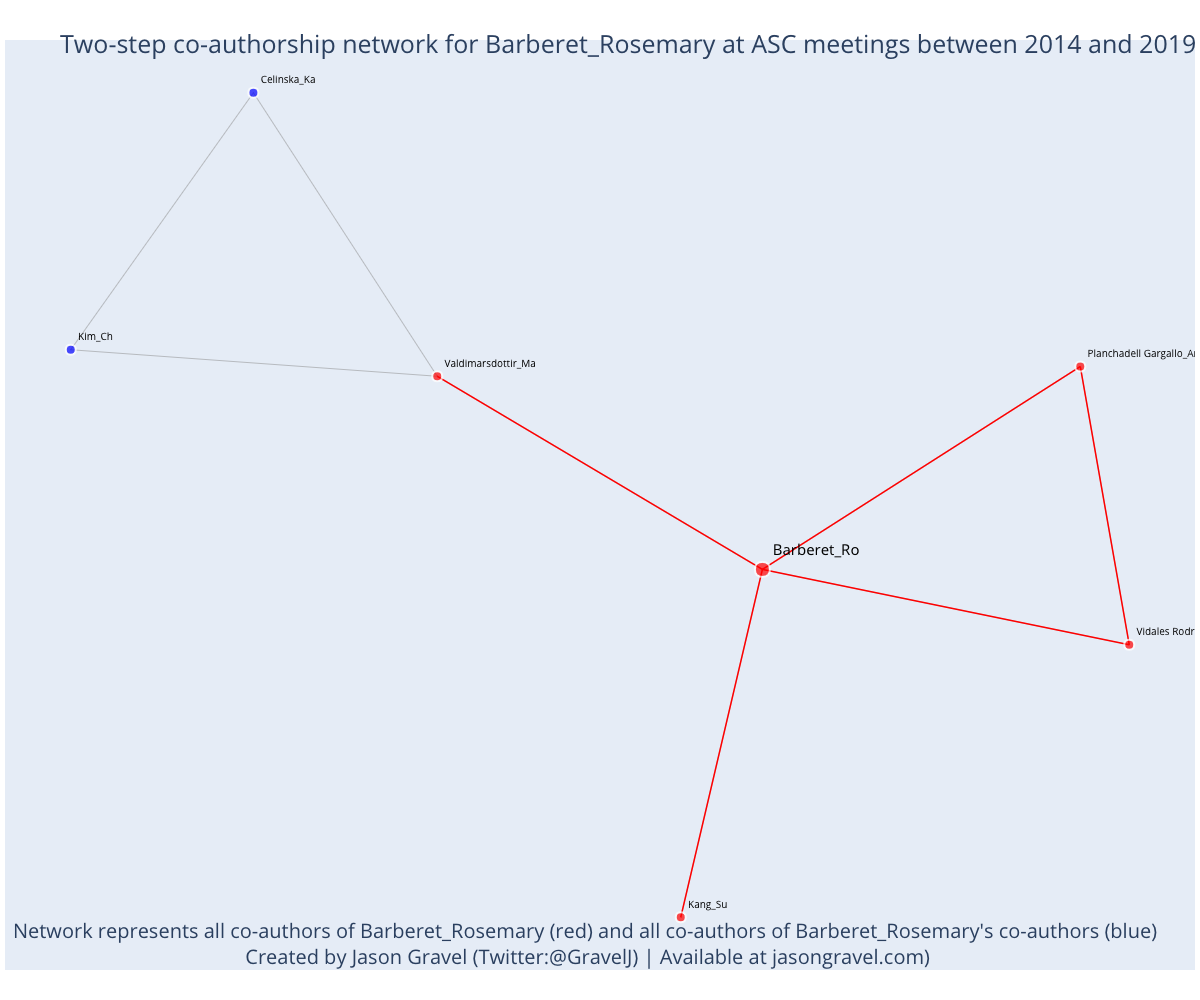 Two-step co-authorship network for Barberet_Rosemary at ASC meetings between 2014 and 2019
Celinska_Ka
Kim_Ch
Valdimarsdottir_Ma
Planchadell Gargallo_A
Barberet_Ro
Vidales Rodr
Kang_Su
Network represents all co-authors of Barberet_Rosemary (red) and all co-authors of Barberet_Rosemary's co-authors (blue)
Created by Jason Gravel (Twitter:@GravelJ) | Available at jasongravel.com)